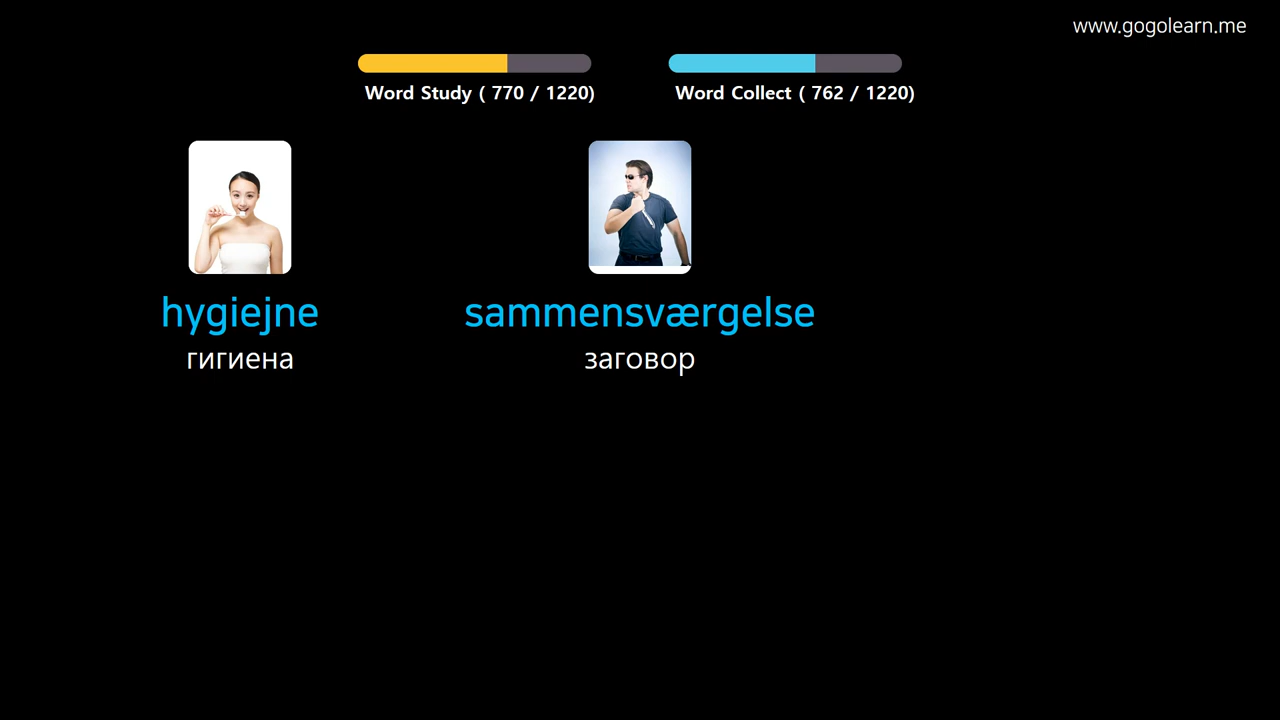 www.gogolearn.me
Word Study ( 770 / 1220)
Word Collect ( 762 / 1220)
hygiejne
гигиена
sammensværgelse
заговор